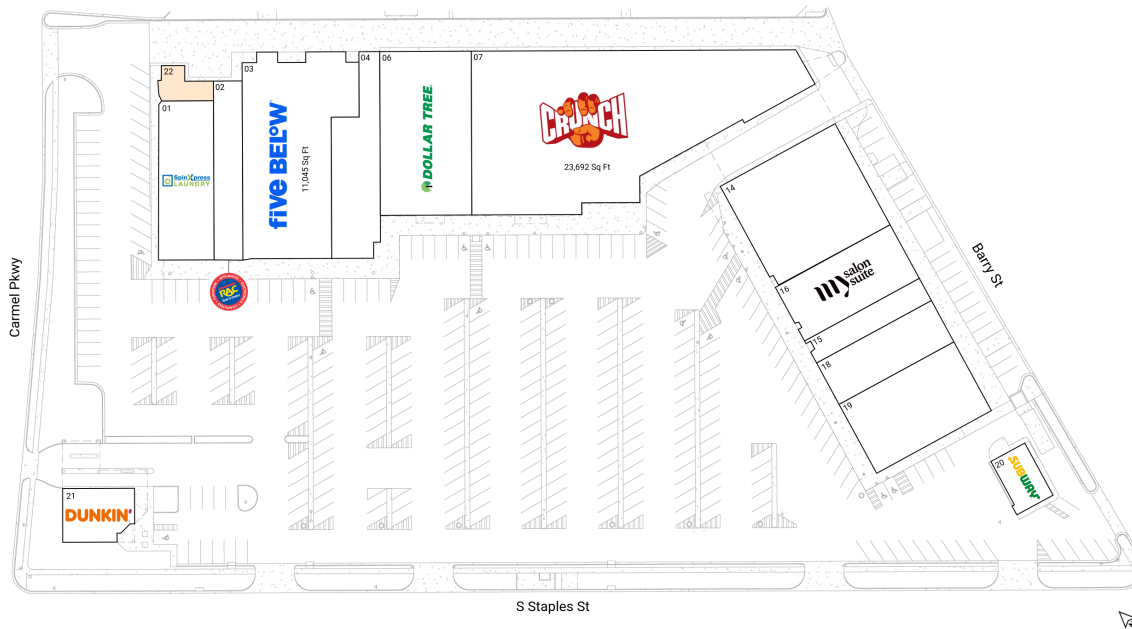 22
01
02
03
04
06
07
SpinXpress
LAUNDRY
five BELOW
11,045 Sq Ft
DOLLAR TREE
CRUNCH
23,692 Sq Ft
RAC
14
16
my salon
suite
15
18
19
20
SUBWAY
21
DUNKIN'
Carmel Pkwy
Barry St
S Staples St